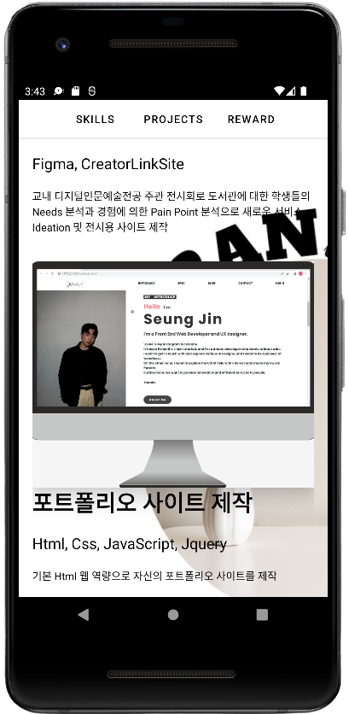 3:43
SKILLS PROJECTS REWARD
Figma, CreatorLinkSite
교내 디지털인문예술전공 주관 전시회로 도서관에 대한 학생들의
Needs 분석과 경험에 의한 Pain Point 분석으로 새로운 서비스
Ideation 및 전시용 사이트 제작
RAN
Hello I'm
Seung Jin
I'm a Front End Web Developer and UX designer.
포트폴리오 사이트 제작
Html, Css, JavaScript, Jquery
기본 Html 웹 역량으로 자신의 포트폴리오 사이트를 제작